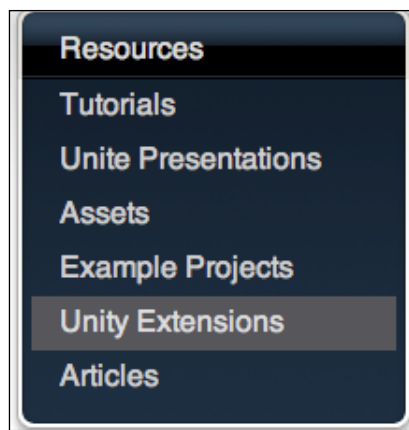 Resources
Tutorials
Unite Presentations
Assets
Example Projects
Unity Extensions
Articles